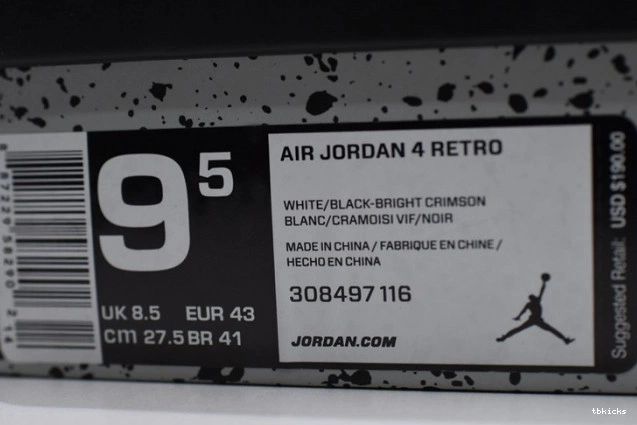 9 5
UK 8.5 EUR 43
cm 27.5 BR 41
AIR JORDAN 4 RETRO
WHITE/BLACK-BRIGHT CRIMSON
BLANC/CRAMOISI VIF/NOIR
MADE IN CHINA / FABRIQUE EN CHINE /
HECHO EN CHINA
308497 116
JORDAN.COM
Suggested Retail: USD $190.00
tbkicks